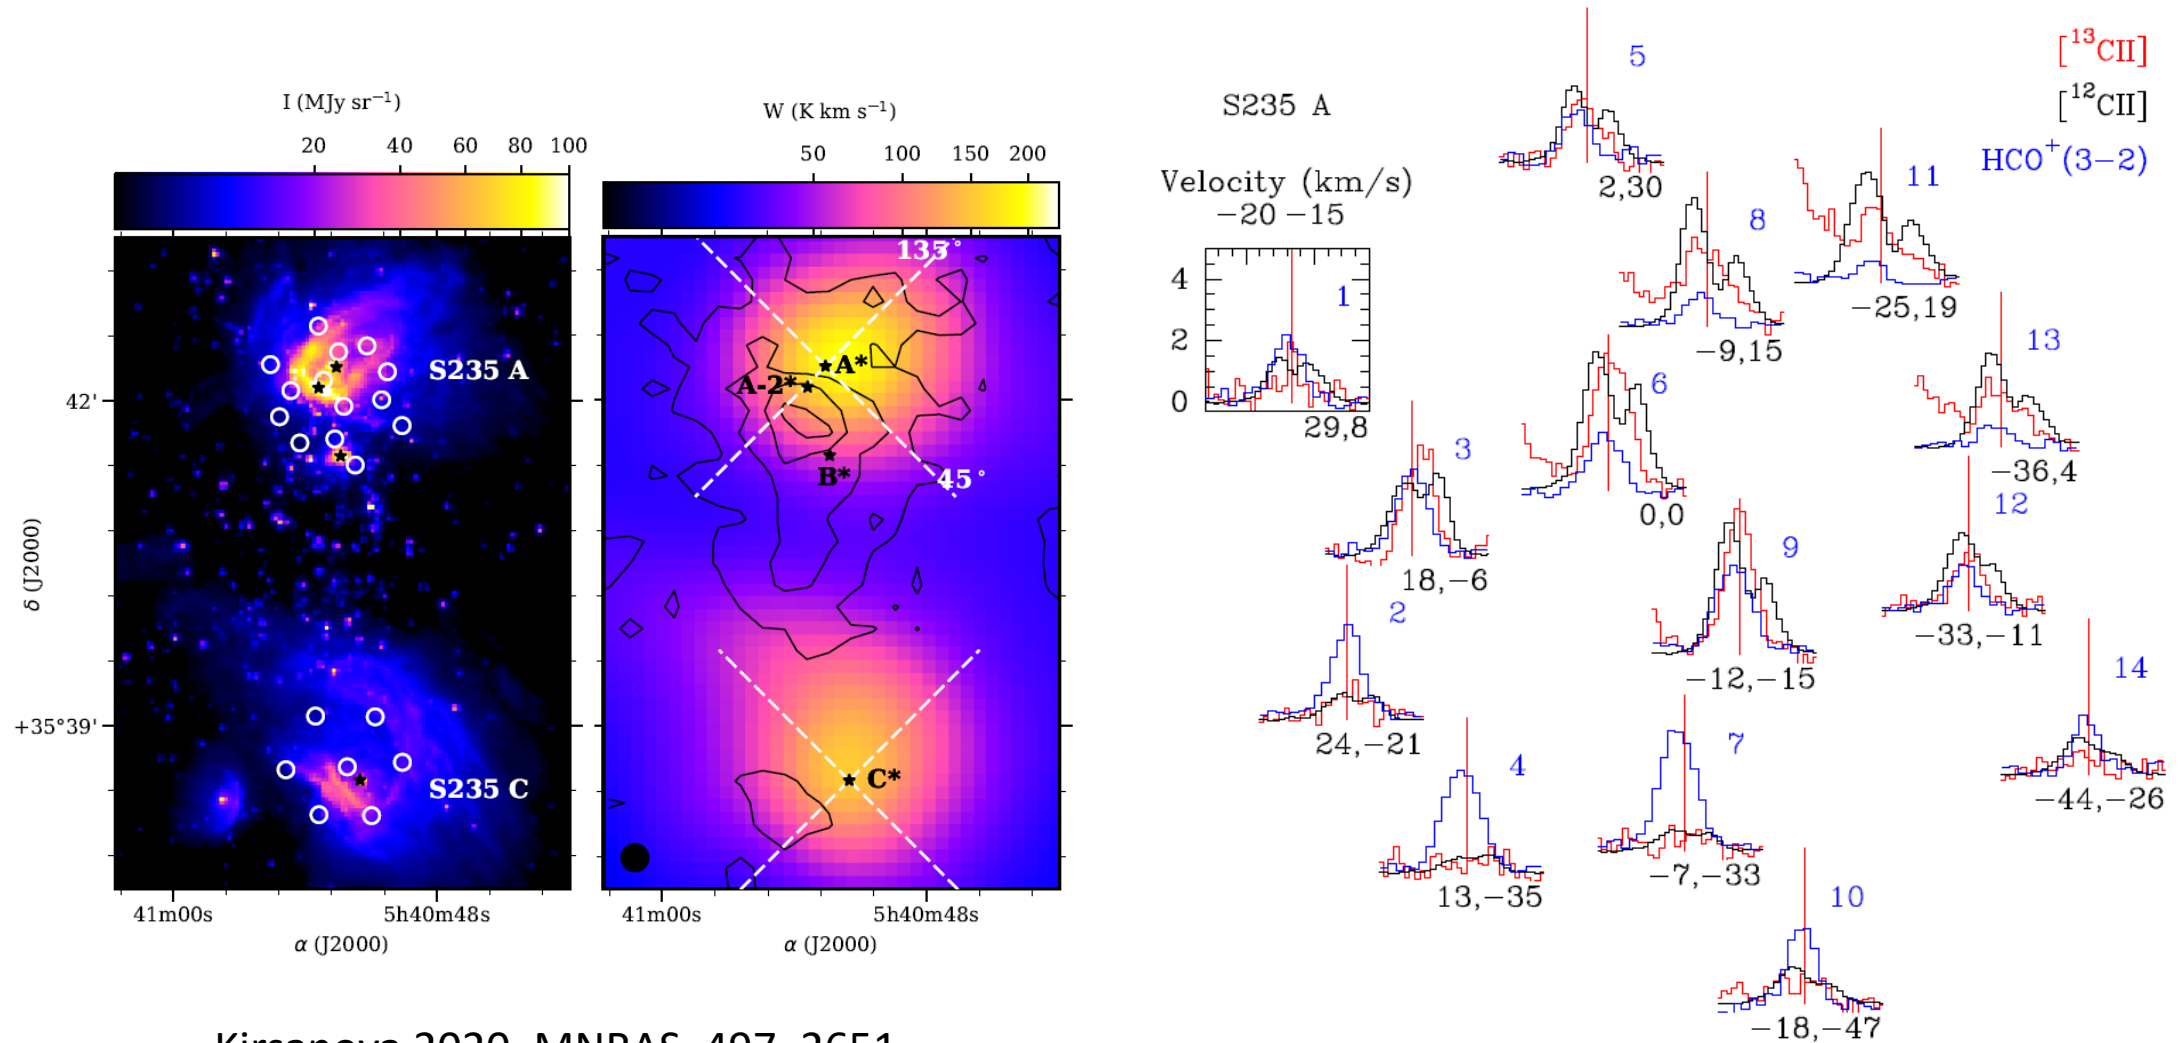 I (MJy sr⁻¹)
20 40 60 80 100
S235 A
S235 C
42'
+35°39'
δ (J2000)
41m00s 5h40m48s
α (J2000)
W (K km s⁻¹)
50 100 150 200
135°
A*
A-2*
B*
45°
C*
41m00s 5h40m48s
α (J2000)
S235 A
[¹³CII]
[¹²CII]
HCO⁺(3−2)
Velocity (km/s)
−20 −15
4
2
0
1
29,8
5
2,30
11
−25,19
8
−9,15
13
−36,4
6
0,0
3
18,−6
12
−33,−11
9
−12,−15
2
24,−21
14
−44,−26
7
−7,−33
4
13,−35
10
−18,−47
Kirsanova 2020, MNRAS, 497, 2651